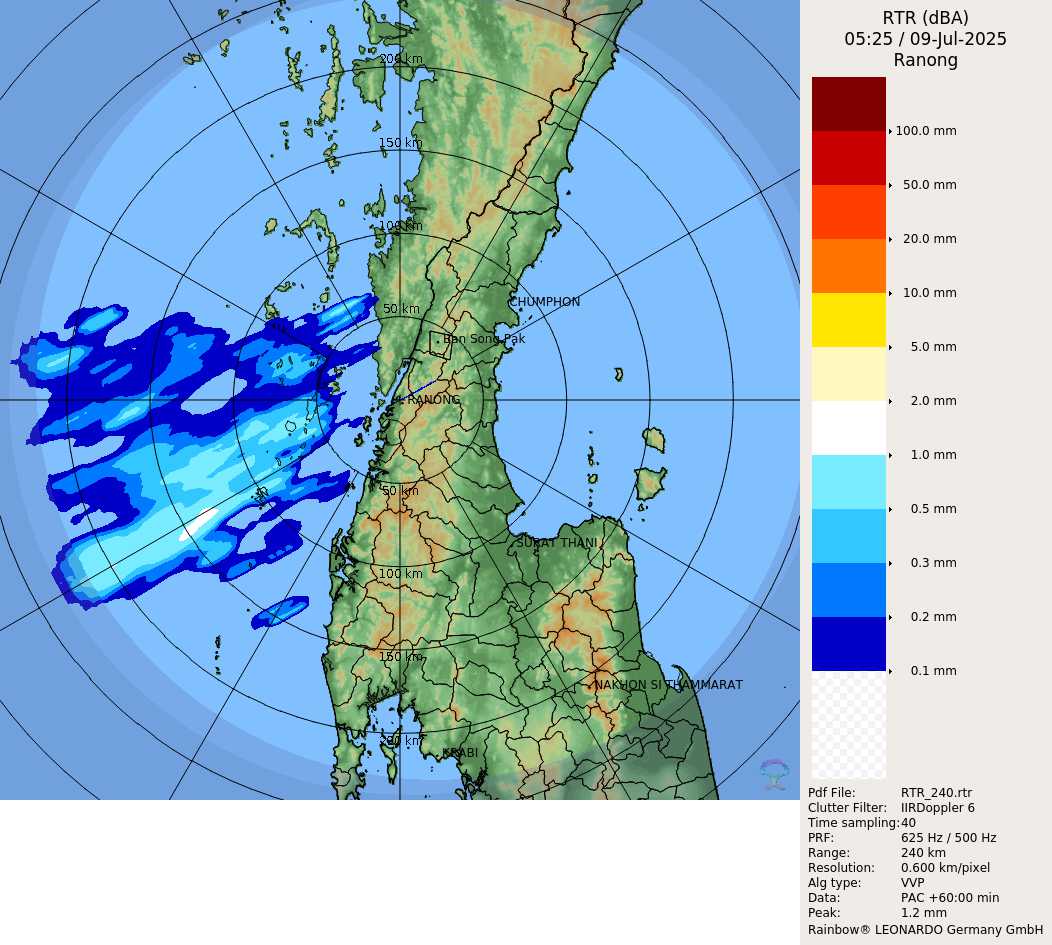 RTR (dBA)
05:25 / 09-Jul-2025
Ranong
200 km
150 km
100 km
50 km
CHUMPHON
Ban Song Pak
RANONG
50 km
SURAT THANI
100 km
150 km
NAKHON SI THAMMARAT
200 km
KRABI
100.0 mm
50.0 mm
20.0 mm
10.0 mm
5.0 mm
2.0 mm
1.0 mm
0.5 mm
0.3 mm
0.2 mm
0.1 mm
Pdf File: RTR_240.rtr
Clutter Filter: IIRDoppler 6
Time sampling:40
PRF: 625 Hz / 500 Hz
Range: 240 km
Resolution: 0.600 km/pixel
Alg type: VVP
Data: PAC +60:00 min
Peak: 1.2 mm
Rainbow® LEONARDO Germany GmbH